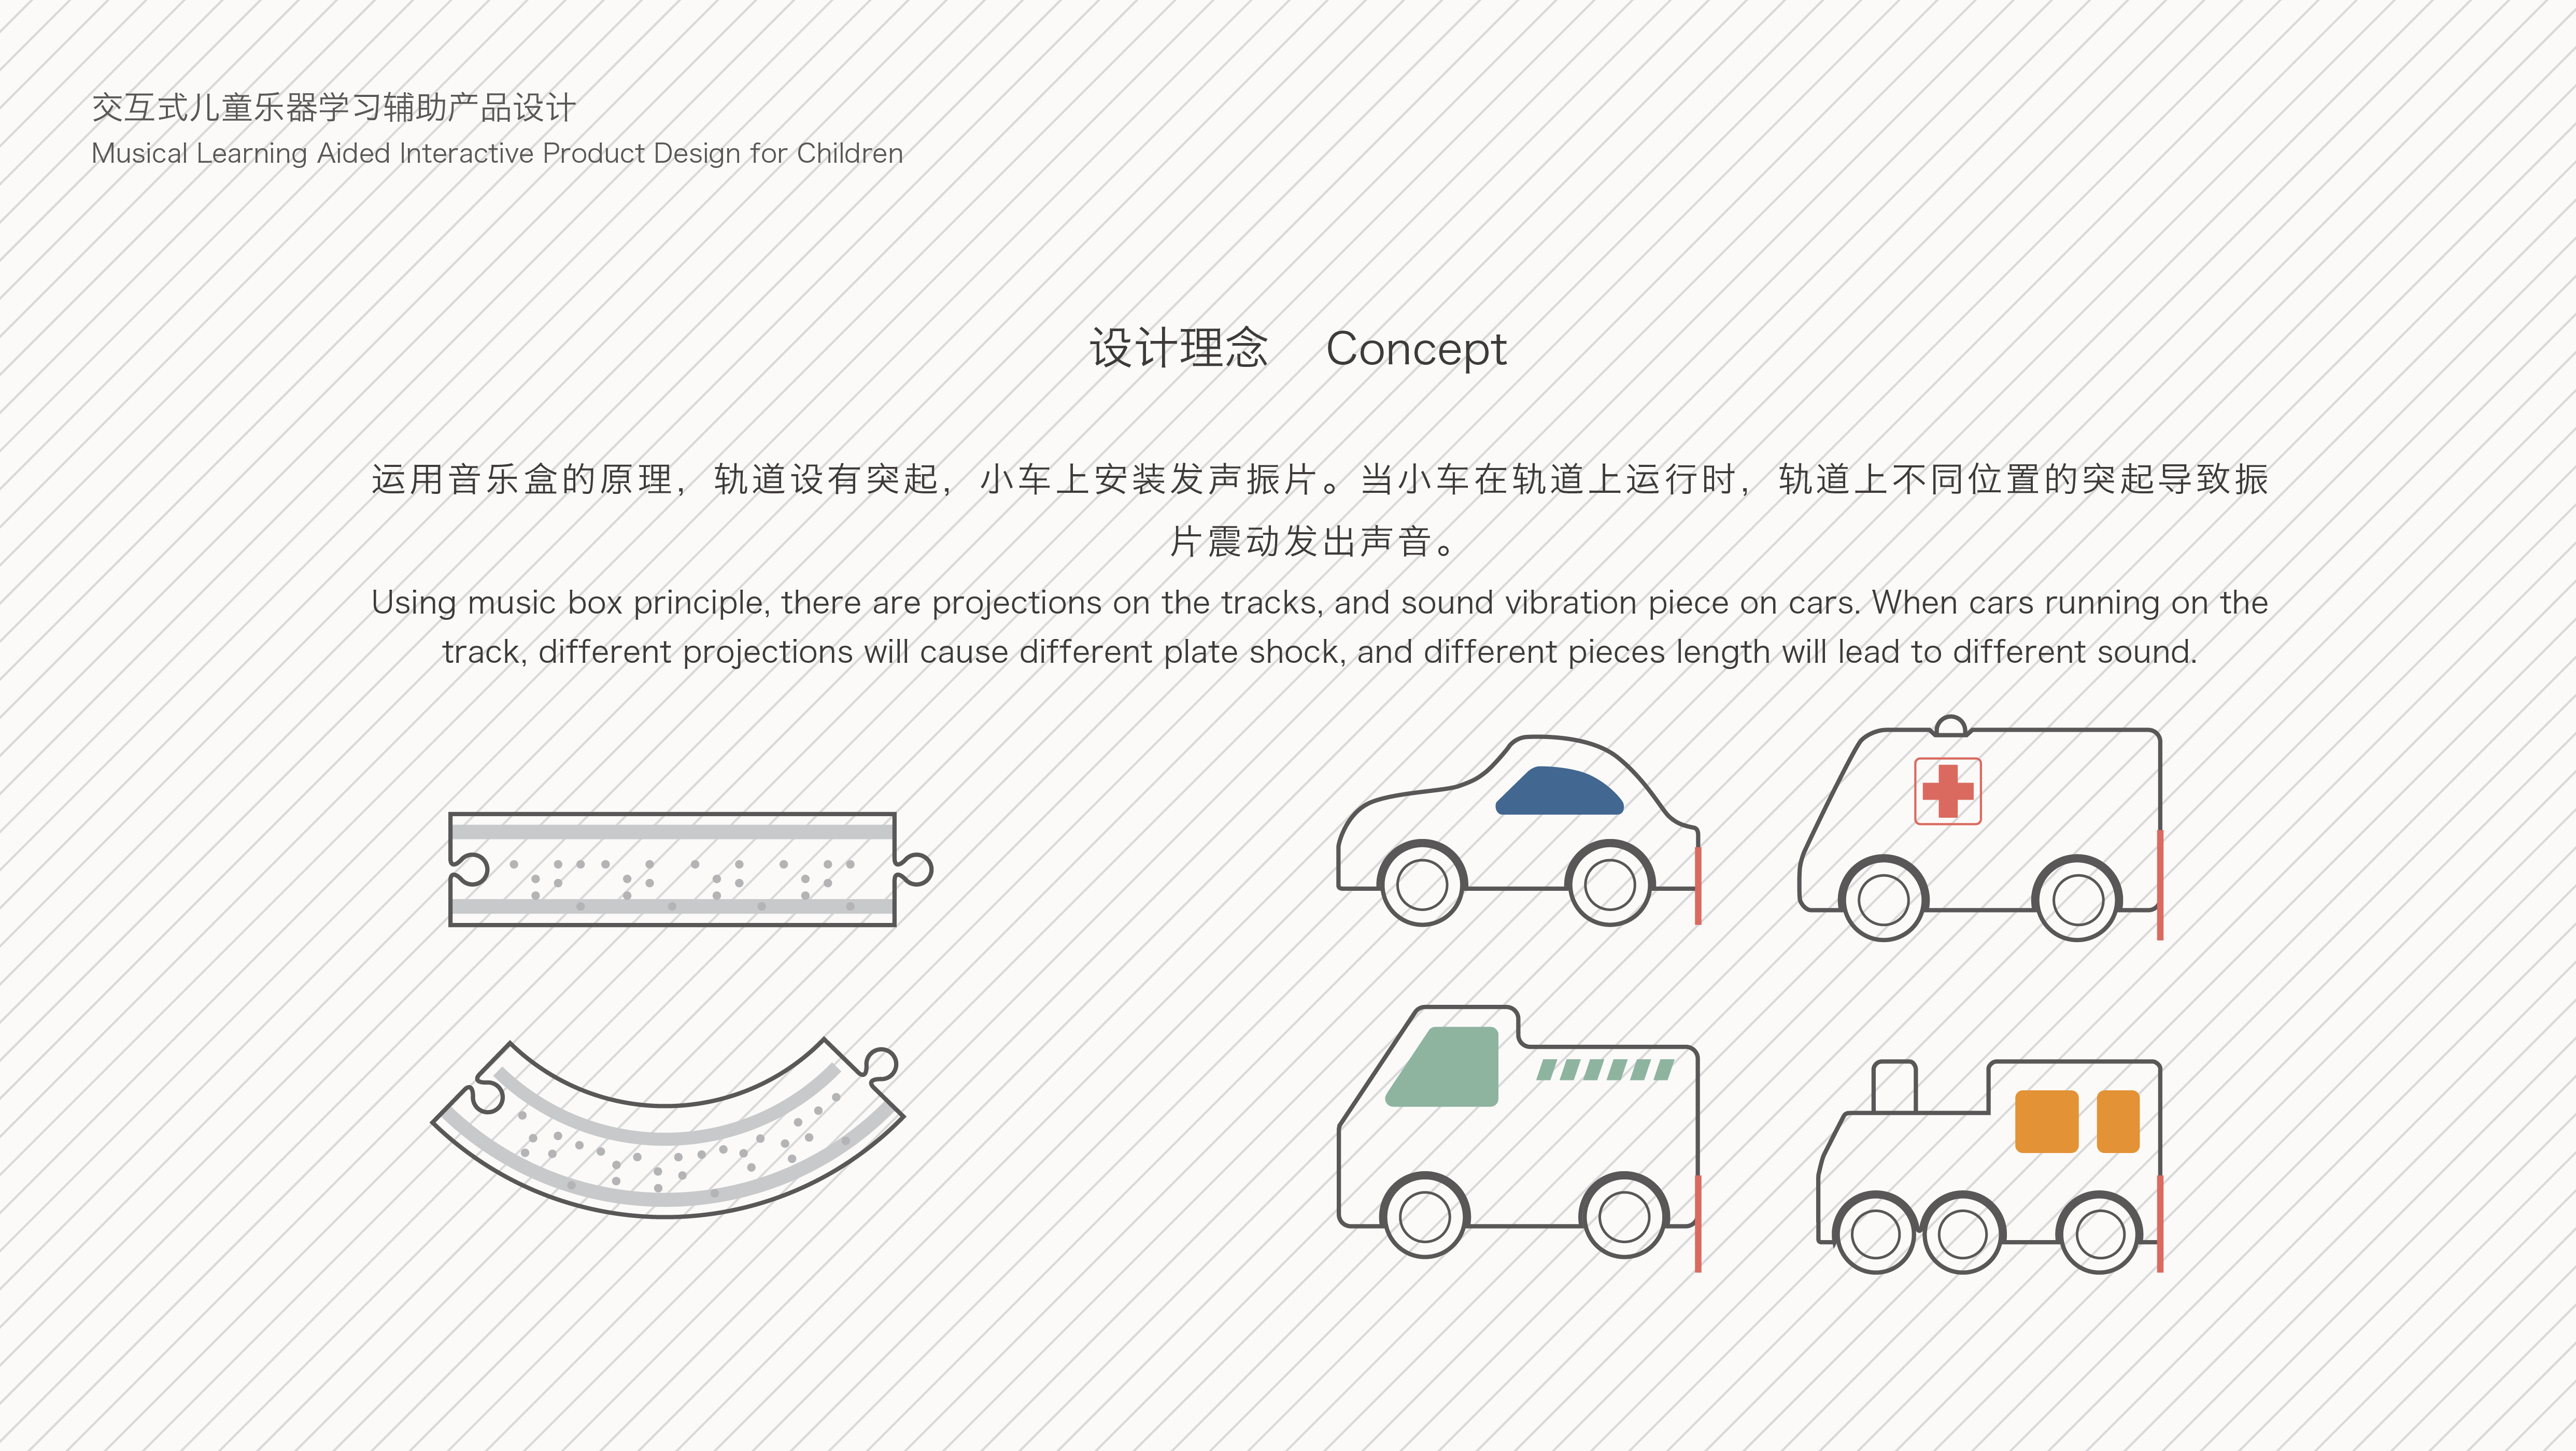 交互式儿童乐器学习辅助产品设计
Musical Learning Aided Interactive Product Design for Children
设计理念 Concept
运用音乐盒的原理，轨道设有突起，小车上安装发声振片。当小车在轨道上运行时，轨道上不同位置的突起导致振
片震动发出声音。
Using music box principle, there are projections on the tracks, and sound vibration piece on cars. When cars running on the
track, different projections will cause different plate shock, and different pieces length will lead to different sound.